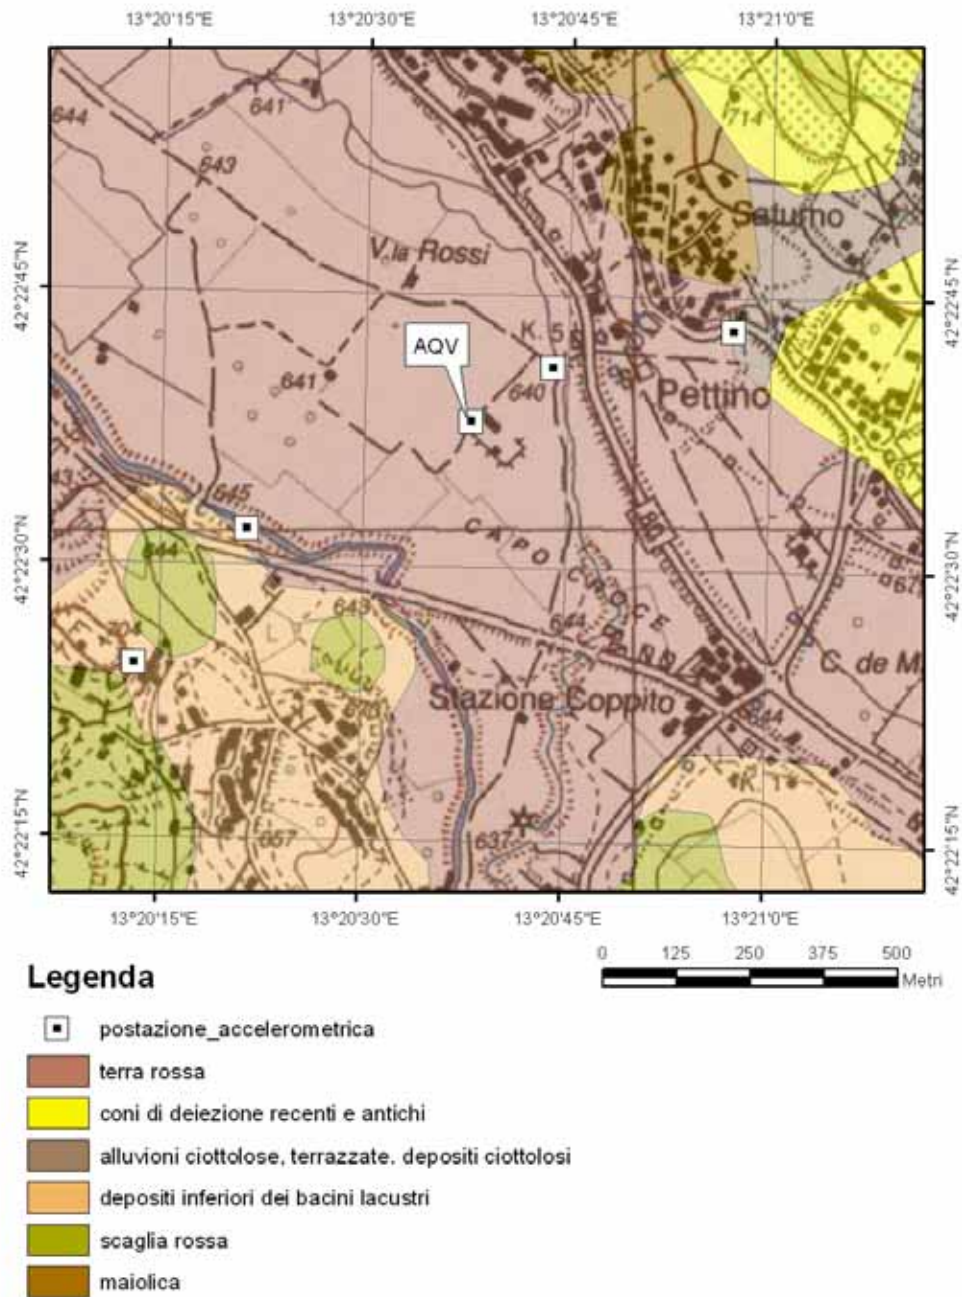 13°20'15"E 13°20'30"E 13°20'45"E 13°21'0"E
644
641
643
714
Saturno
V.la Rossi
42°22'45"N
42°22'45"N
K. 5
AQV
641
640
Pettino
645
80
CAPO CROCE
42°22'30"N
42°22'30"N
644
648
644
704
C. de M
Stazione Coppito
644
K. 1
657
637
42°22'15"N
42°22'15"N
13°20'15"E 13°20'30"E 13°20'45"E 13°21'0"E
0 125 250 375 500
Metri
Legenda
postazione_accelerometrica
terra rossa
coni di deiezione recenti e antichi
alluvioni ciottolose, terrazzate. depositi ciottolosi
depositi inferiori dei bacini lacustri
scaglia rossa
maiolica